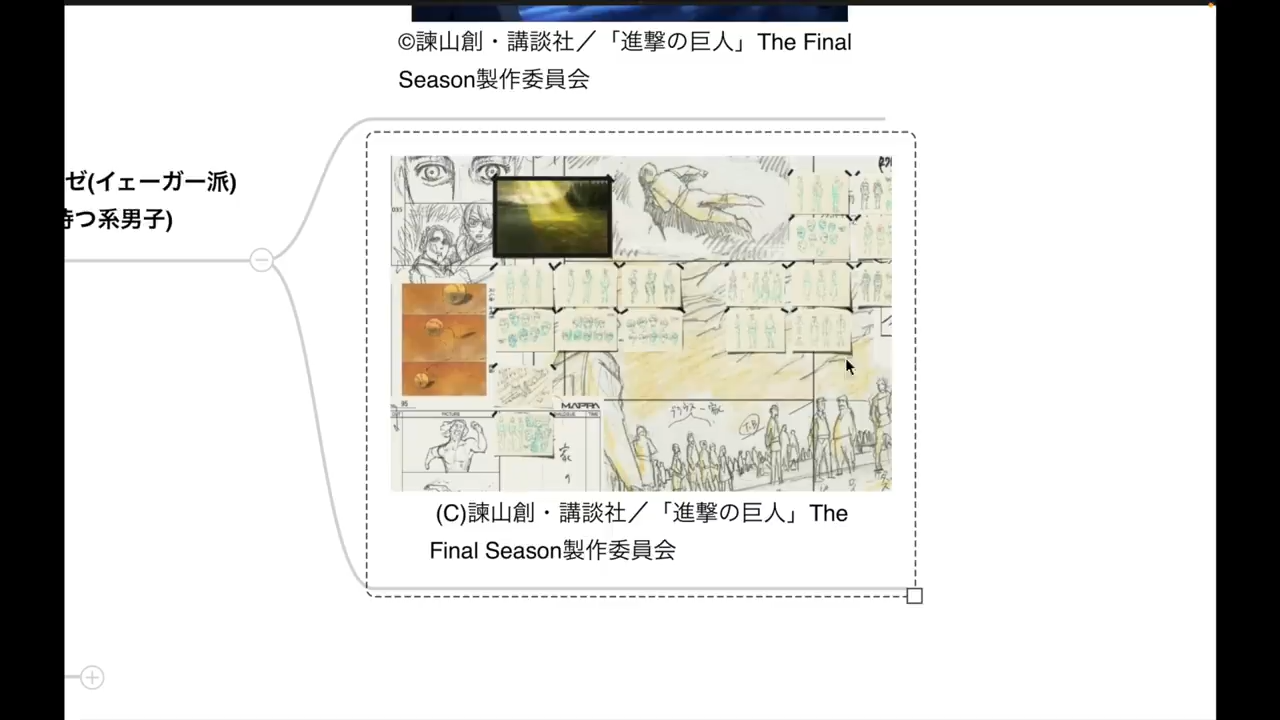 ©諫山創・講談社／「進撃の巨人」The Final
Season製作委員会
ゼ(イェーガー派)
待つ系男子)
MAPPA
PICTURE
TIME
(C)諫山創・講談社／「進撃の巨人」The
Final Season製作委員会